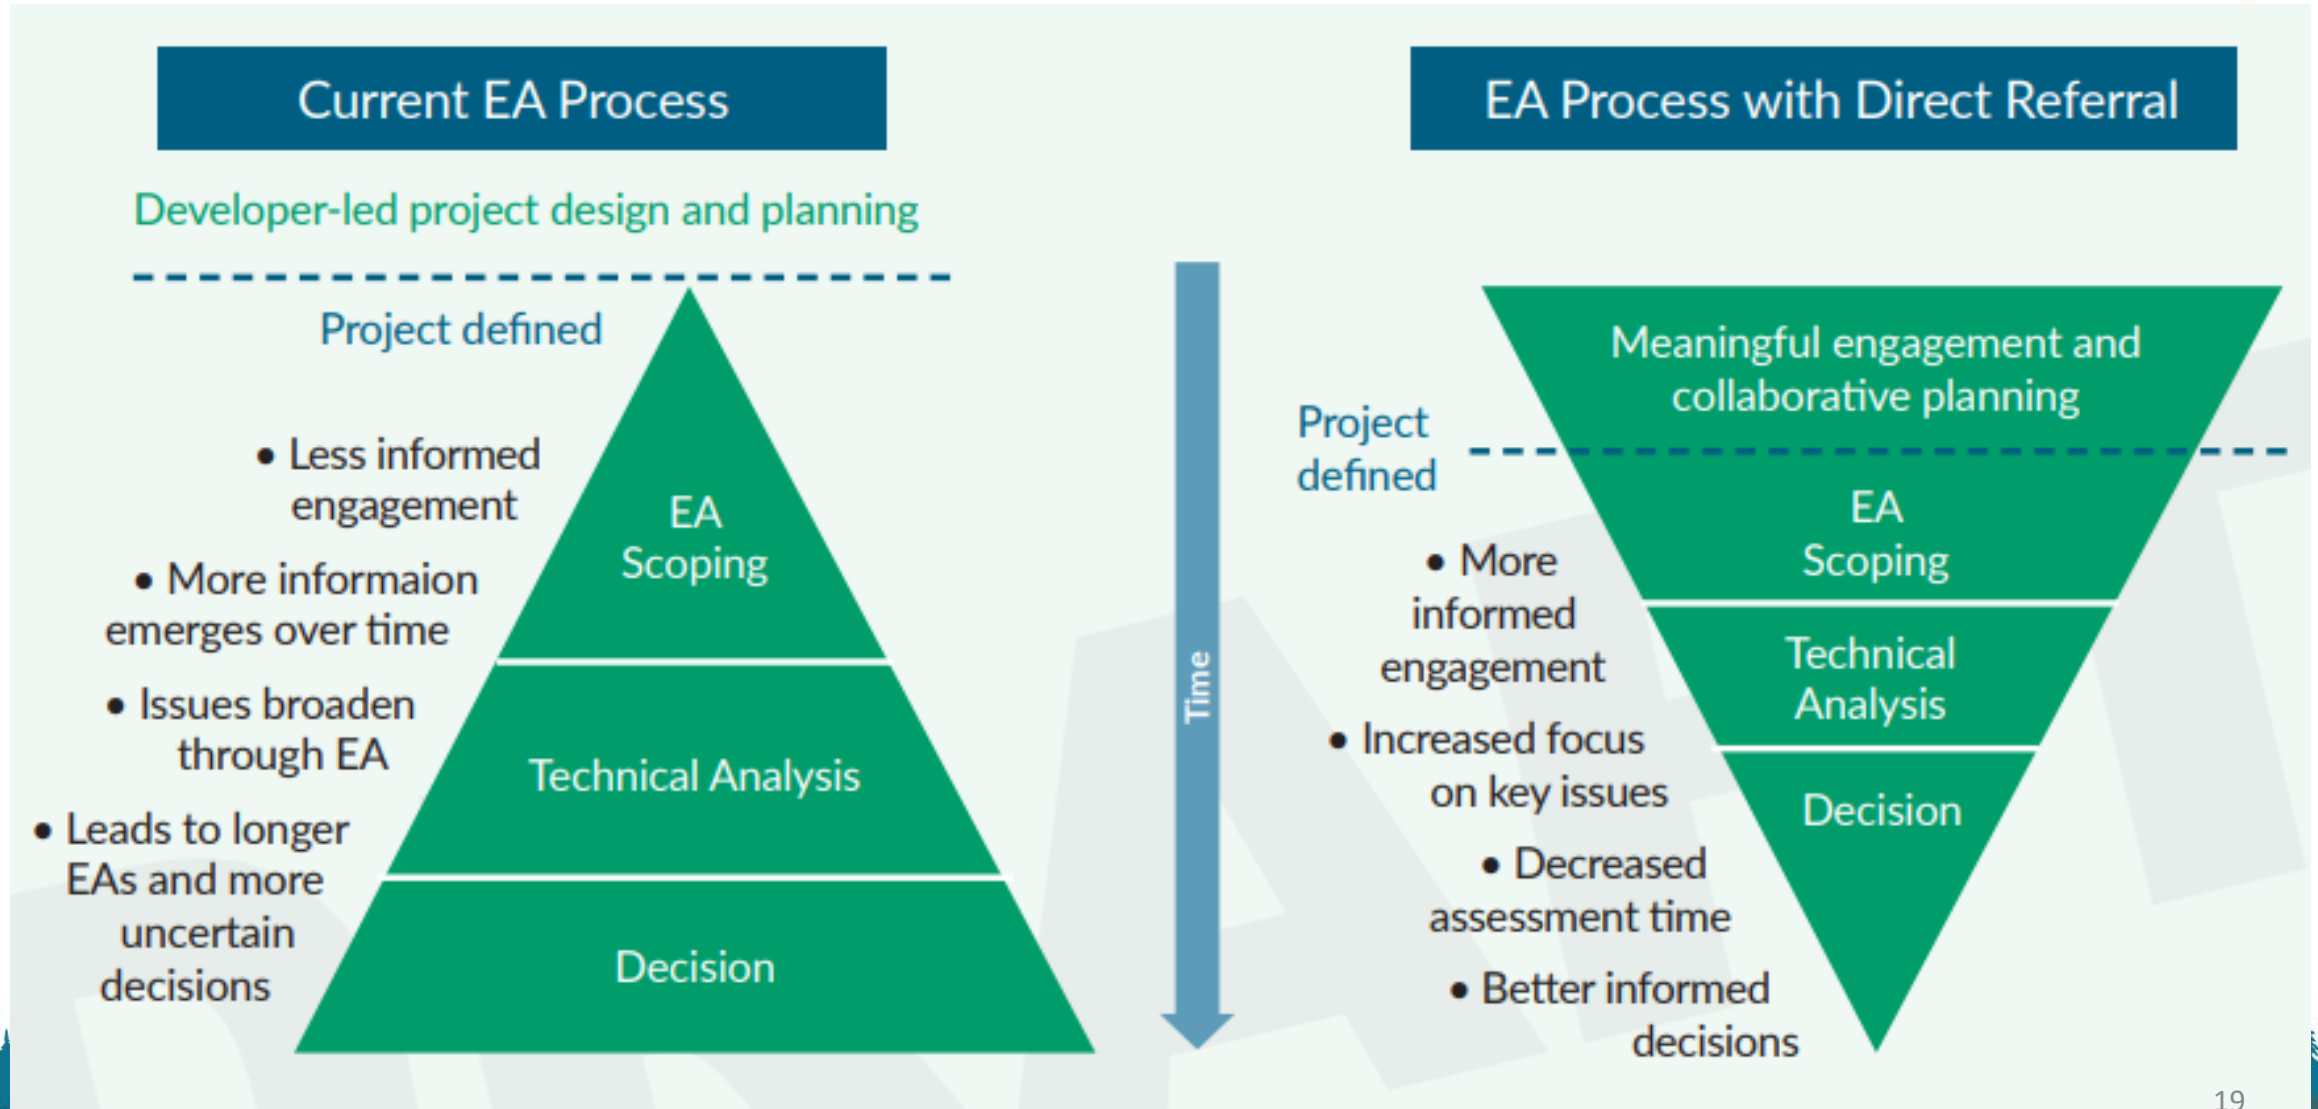 Current EA Process
Developer-led project design and planning
Project defined
• Less informed
engagement
• More informaion
emerges over time
• Issues broaden
through EA
• Leads to longer
EAs and more
uncertain
decisions
EA
Scoping
Technical Analysis
Decision
Time
EA Process with Direct Referral
Meaningful engagement and
collaborative planning
Project
defined
EA
Scoping
Technical
Analysis
Decision
• More
informed
engagement
• Increased focus
on key issues
• Decreased
assessment time
• Better informed
decisions
DRAFT
19